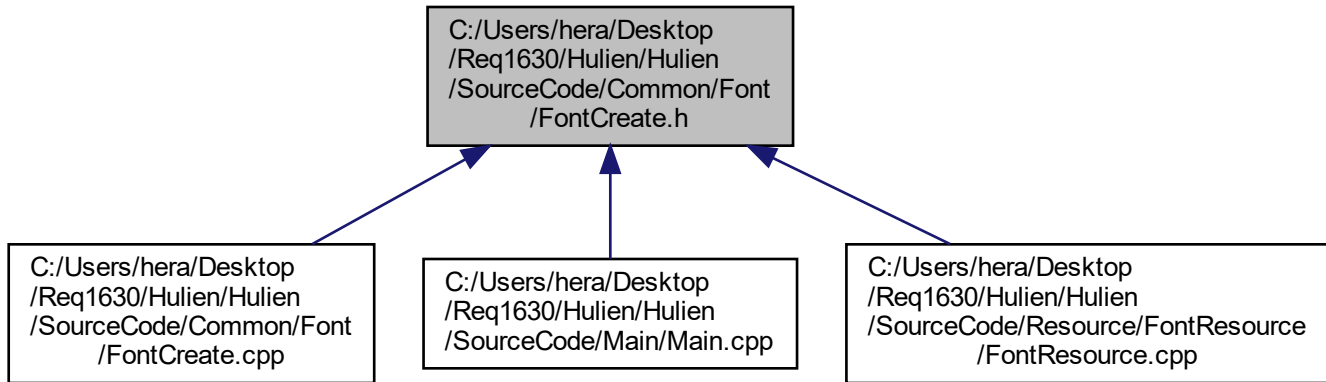 C:/Users/hera/Desktop
/Req1630/Hulien/Hulien
/SourceCode/Common/Font
/FontCreate.h
C:/Users/hera/Desktop
/Req1630/Hulien/Hulien
/SourceCode/Common/Font
/FontCreate.cpp
C:/Users/hera/Desktop
/Req1630/Hulien/Hulien
/SourceCode/Main/Main.cpp
C:/Users/hera/Desktop
/Req1630/Hulien/Hulien
/SourceCode/Resource/FontResource
/FontResource.cpp